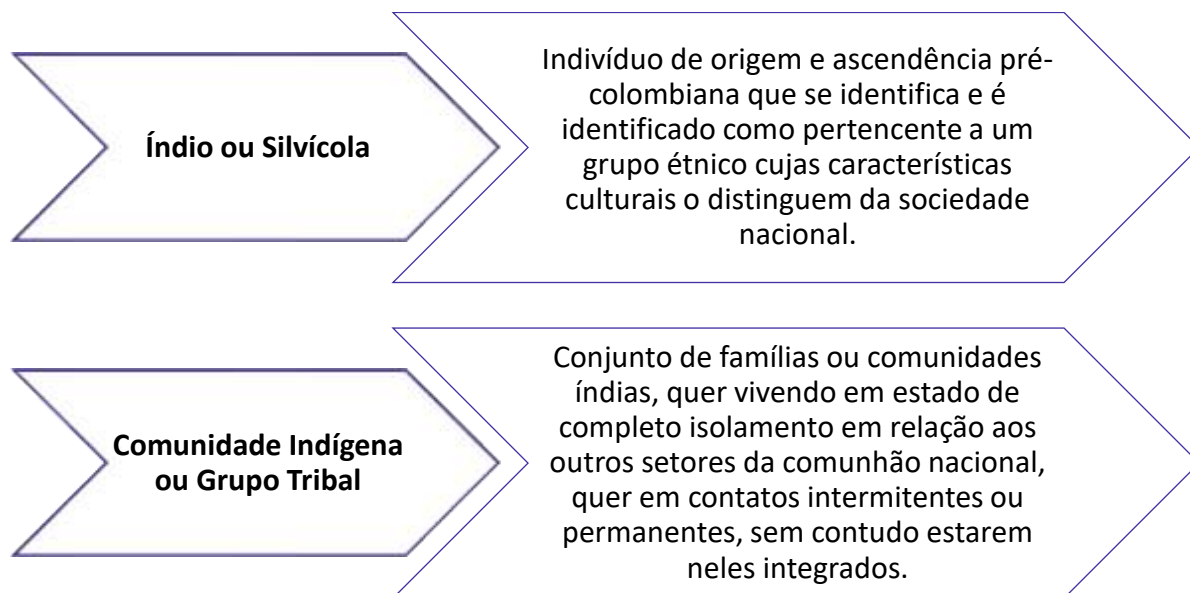 Índio ou Silvícola
Indivíduo de origem e ascendência pré-
colombiana que se identifica e é
identificado como pertencente a um
grupo étnico cujas características
culturais o distinguem da sociedade
nacional.
Comunidade Indígena
ou Grupo Tribal
Conjunto de famílias ou comunidades
índias, quer vivendo em estado de
completo isolamento em relação aos
outros setores da comunhão nacional,
quer em contatos intermitentes ou
permanentes, sem contudo estarem
neles integrados.